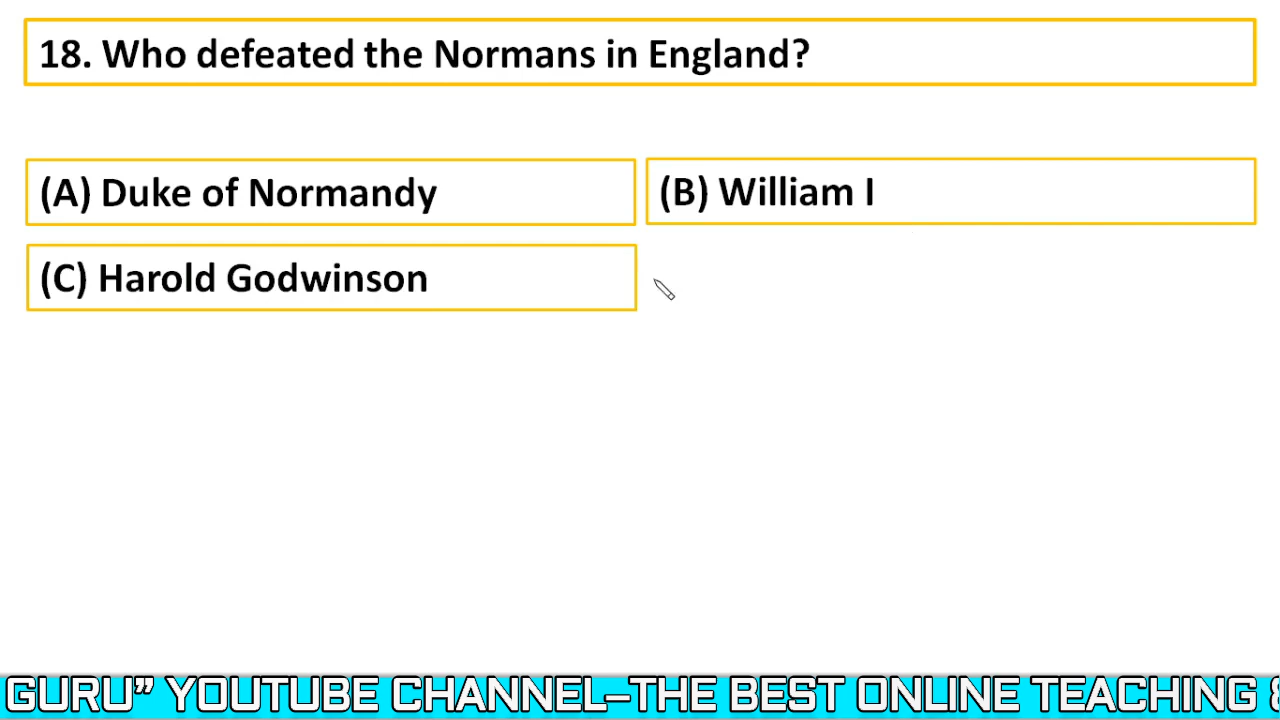 18. Who defeated the Normans in England?
(A) Duke of Normandy
(B) William I
(C) Harold Godwinson
GURU” YOUTUBE CHANNEL–THE BEST ONLINE TEACHING &